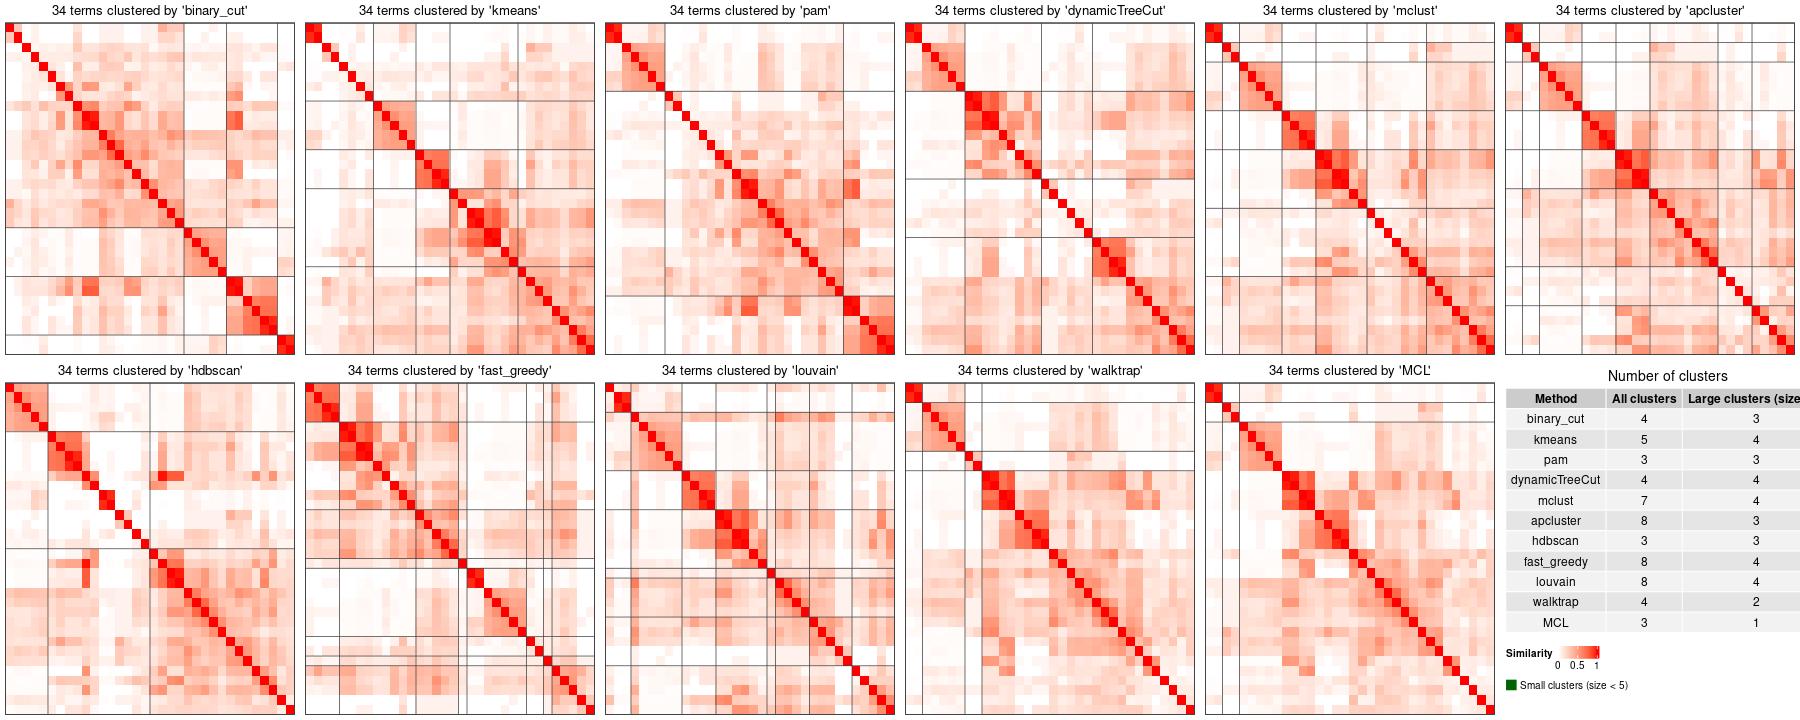 34 terms clustered by 'binary_cut'
34 terms clustered by 'kmeans'
34 terms clustered by 'pam'
34 terms clustered by 'dynamicTreeCut'
34 terms clustered by 'mclust'
34 terms clustered by 'apcluster'
34 terms clustered by 'hdbscan'
34 terms clustered by 'fast_greedy'
34 terms clustered by 'louvain'
34 terms clustered by 'walktrap'
34 terms clustered by 'MCL'
Number of clusters
Method All clusters Large clusters (size
binary_cut 4 3
kmeans 5 4
pam 3 3
dynamicTreeCut 4 4
mclust 7 4
apcluster 8 3
hdbscan 3 3
fast_greedy 8 4
louvain 8 4
walktrap 4 2
MCL 3 1
Similarity
0 0.5 1
Small clusters (size < 5)